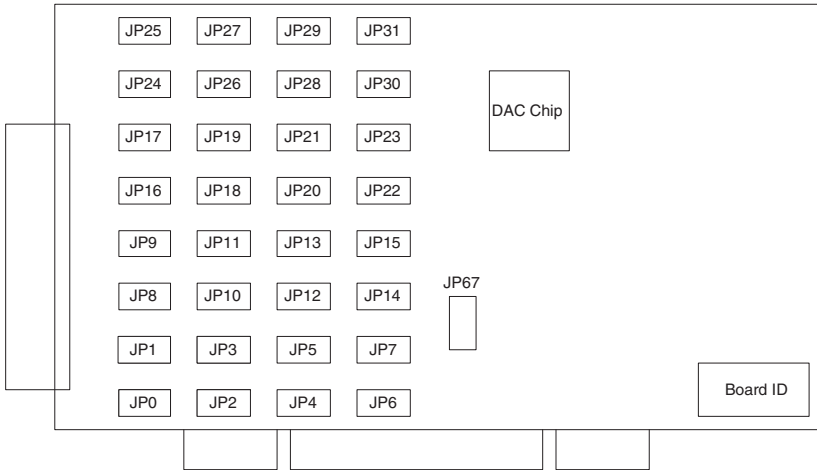 JP25 JP27 JP29 JP31
JP24 JP26 JP28 JP30
DAC Chip
JP17 JP19 JP21 JP23
JP16 JP18 JP20 JP22
JP9 JP11 JP13 JP15
JP67
JP8 JP10 JP12 JP14
JP1 JP3 JP5 JP7
Board ID
JP0 JP2 JP4 JP6